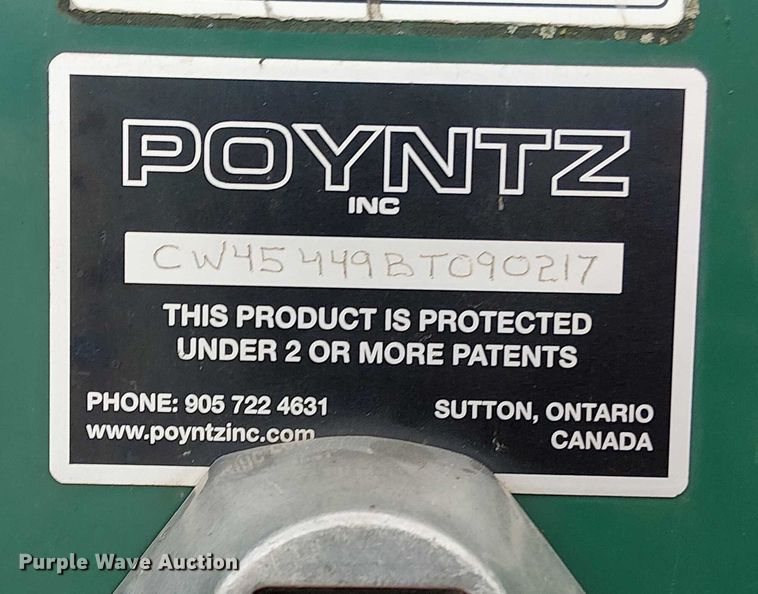 POYNTZ
INC
CW45449BT090217
THIS PRODUCT IS PROTECTED
UNDER 2 OR MORE PATENTS
PHONE: 905 722 4631
www.poyntzinc.com
SUTTON, ONTARIO
CANADA
Purple Wave Auction